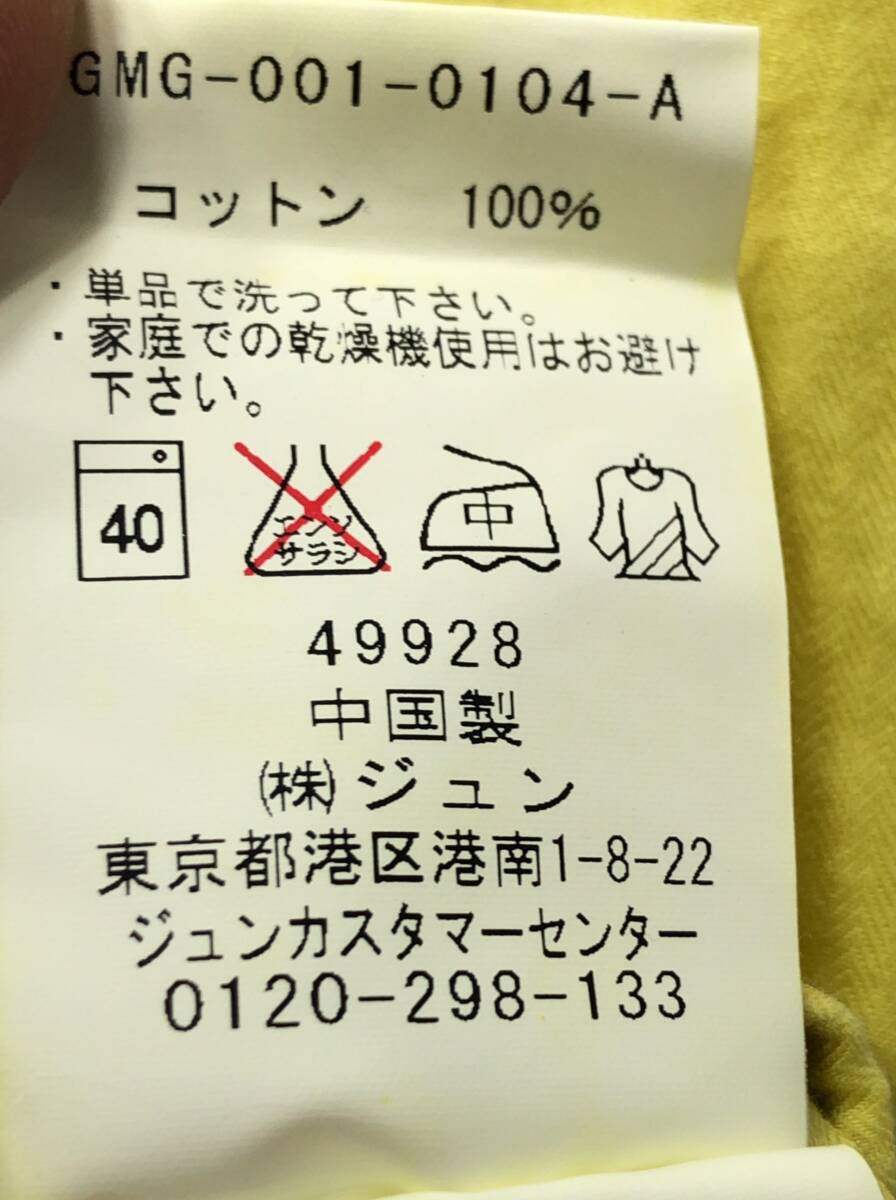 GMG-001-0104-A
コットン 100%
・単品で洗って下さい。
・家庭での乾燥機使用はお避け
下さい。
40
エンソ
サラシ
中
49928
中国製
㈱ジュン
東京都港区港南1-8-22
ジュンカスタマーセンター
0120-298-133